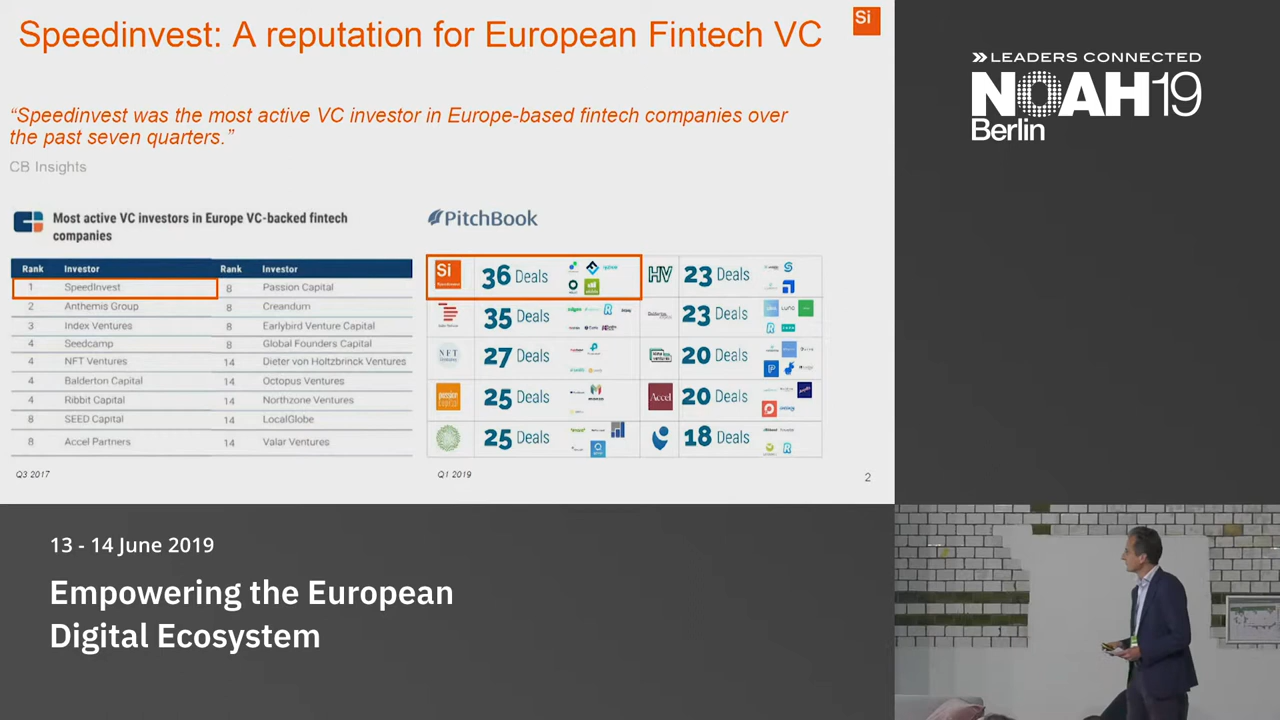 Speedinvest: A reputation for European Fintech VC
Si
“Speedinvest was the most active VC investor in Europe-based fintech companies over
the past seven quarters.”
CB Insights
Most active VC investors in Europe VC-backed fintech
companies
Rank Investor Rank Investor
1 SpeedInvest 8 Passion Capital
2 Anthemis Group 8 Creandum
3 Index Ventures 8 Earlybird Venture Capital
4 Seedcamp 8 Global Founders Capital
4 NFT Ventures 14 Dieter von Holtzbrinck Ventures
4 Balderton Capital 14 Octopus Ventures
4 Ribbit Capital 14 Northzone Ventures
8 SEED Capital 14 LocalGlobe
8 Accel Partners 14 Valar Ventures
Q3 2017
PitchBook
Si 36 Deals HV 23 Deals
35 Deals 23 Deals
NFT 27 Deals 20 Deals
25 Deals Accel 20 Deals
25 Deals 18 Deals
Q1 2019
2
LEADERS CONNECTED
NOAH19
Berlin
13 - 14 June 2019
Empowering the European
Digital Ecosystem